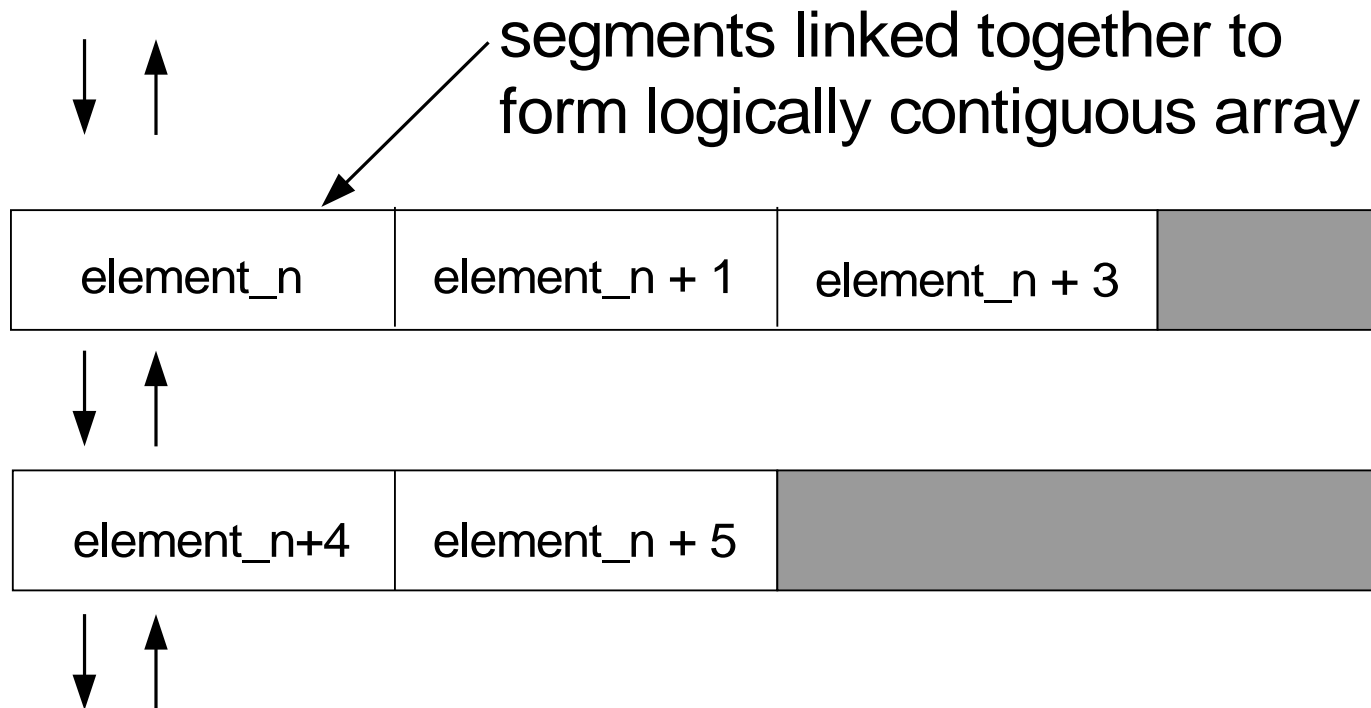 segments linked together to
form logically contiguous array
element_n
element_n + 1
element_n + 3
element_n+4
element_n + 5